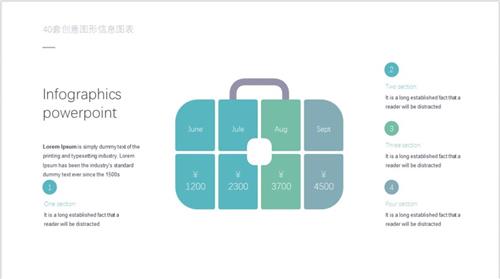 40套创意图形信息图表
Infographics
powerpoint
Lorem Ipsum is simply dummy text of the
printing and typesetting industry. Lorem
Ipsum has been the industry's standard
dummy text ever since the 1500s
1
One section
It is a long established fact that a
reader will be distracted
June
Jule
Aug
Sept
¥
1200
¥
2300
¥
3700
¥
4500
2
Two section
It is a long established fact that a
reader will be distracted
3
Three section
It is a long established fact that a
reader will be distracted
4
Four section
It is a long established fact that a
reader will be distracted